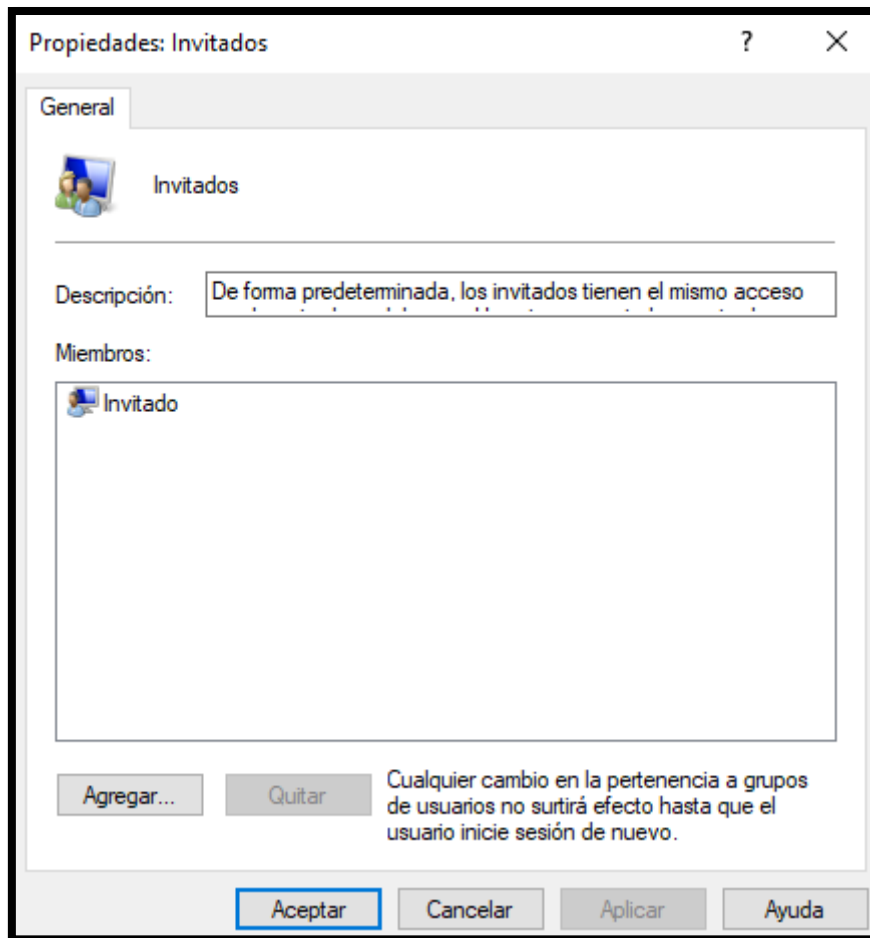 Propiedades: Invitados
?
General
Invitados
Descripción:
De forma predeterminada, los invitados tienen el mismo acceso
Miembros:
Invitado
Agregar...
Quitar
Cualquier cambio en la pertenencia a grupos
de usuarios no surtirá efecto hasta que el
usuario inicie sesión de nuevo.
Aceptar
Cancelar
Aplicar
Ayuda